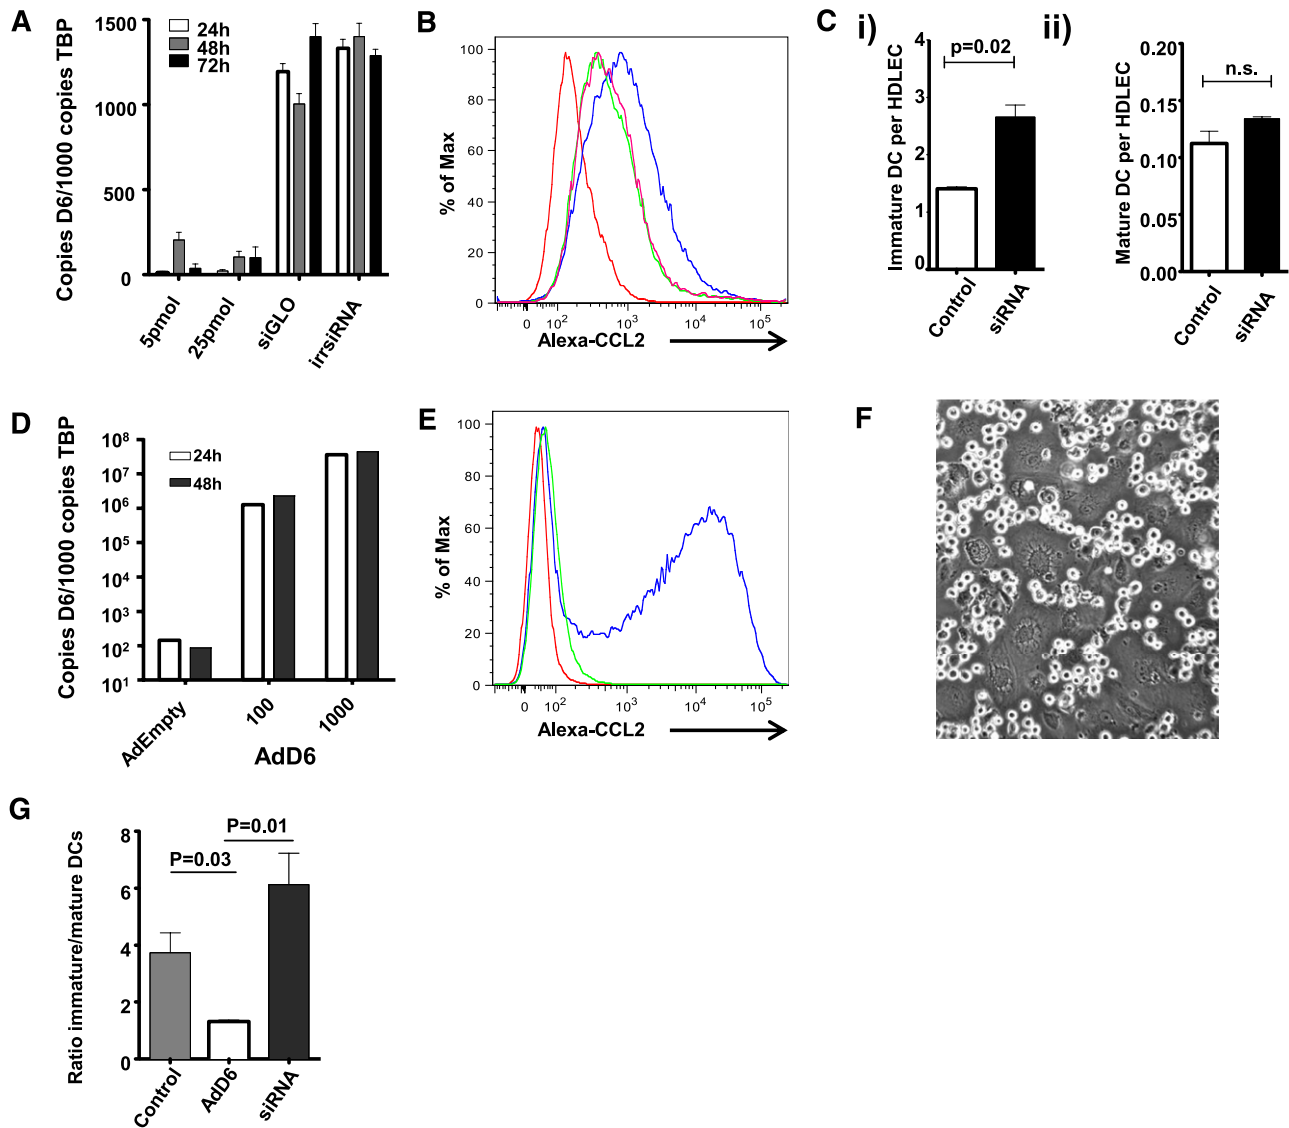 A
Copies D6/1000 copies TBP
1500
1000
500
0
24h
48h
72h
5pmol
25pmol
siGLO
irrsiRNA
B
% of Max
100
80
60
40
20
0
0 10² 10³ 10⁴ 10⁵
Alexa-CCL2
C
i)
Immature DC per HDLEC
4
3
2
1
0
p=0.02
Control
siRNA
ii)
Mature DC per HDLEC
0.20
0.15
0.10
0.05
0.00
n.s.
Control
siRNA
D
Copies D6/1000 copies TBP
10⁸
10⁷
10⁶
10⁵
10⁴
10³
10²
10¹
24h
48h
AdEmpty
100
1000
AdD6
E
% of Max
100
80
60
40
20
0
0 10² 10³ 10⁴ 10⁵
Alexa-CCL2
F
G
Ratio immature/mature DCs
8
6
4
2
0
P=0.01
P=0.03
Control
AdD6
siRNA